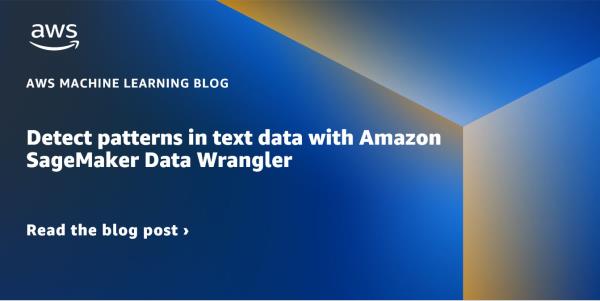 aws
AWS MACHINE LEARNING BLOG
Detect patterns in text data with Amazon
SageMaker Data Wrangler
Read the blog post ›